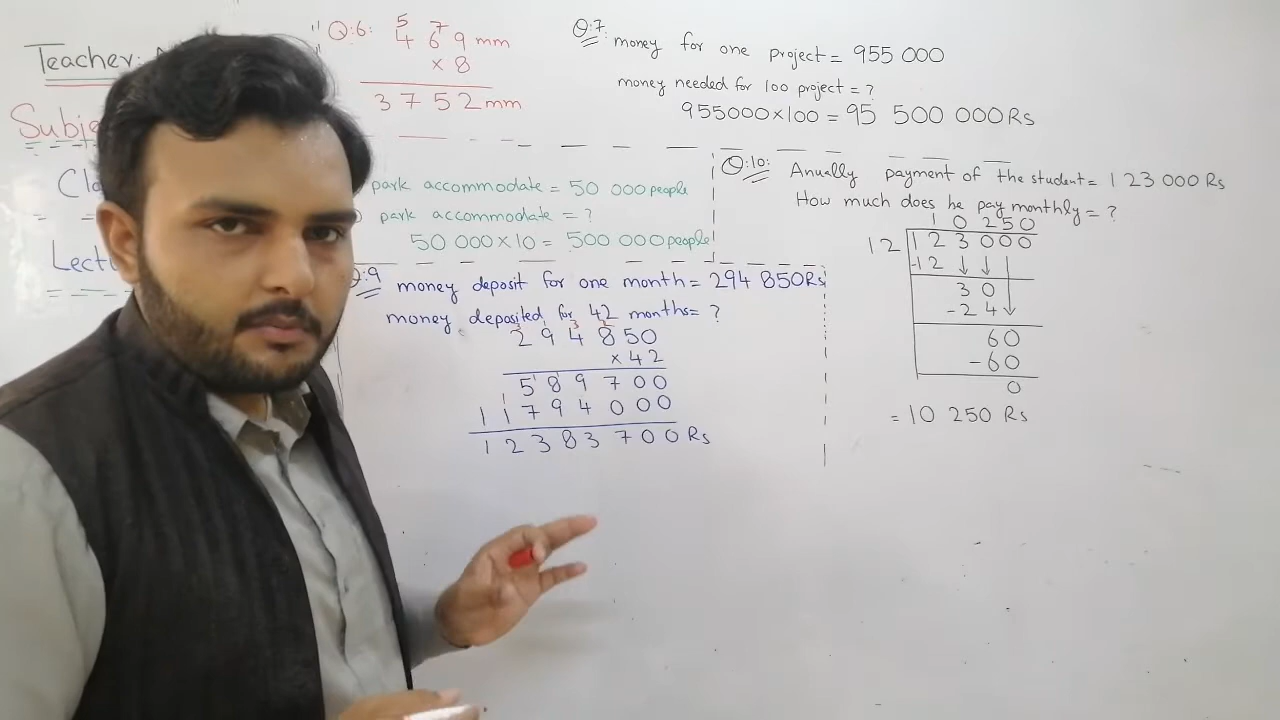 Teacher:
Q:6: 5 7
4 6 9 mm
× 8
3 7 5 2 mm
Q:7: money for one project = 955 000
money needed for 100 project = ?
955000×100 = 95 500 000 Rs
park accommodate = 50 000 people
park accommodate = ?
50 000×10 = 500 000 people
Q:9 money deposit for one month = 294 850Rs
money deposited for 42 months = ?
2 9 4 8 5 0
× 4 2
5 8 9 7 0 0
1 1 7 9 4 0 0 0
1 2 3 8 3 7 0 0 Rs
Q:10: Anually payment of the student = 123 000 Rs
How much does he pay monthly = ?
1 0 2 5 0
12 1 2 3 0 0 0
-1 2 ↓ ↓
3 0
- 2 4 ↓
6 0
- 6 0
0
= 10 250 Rs